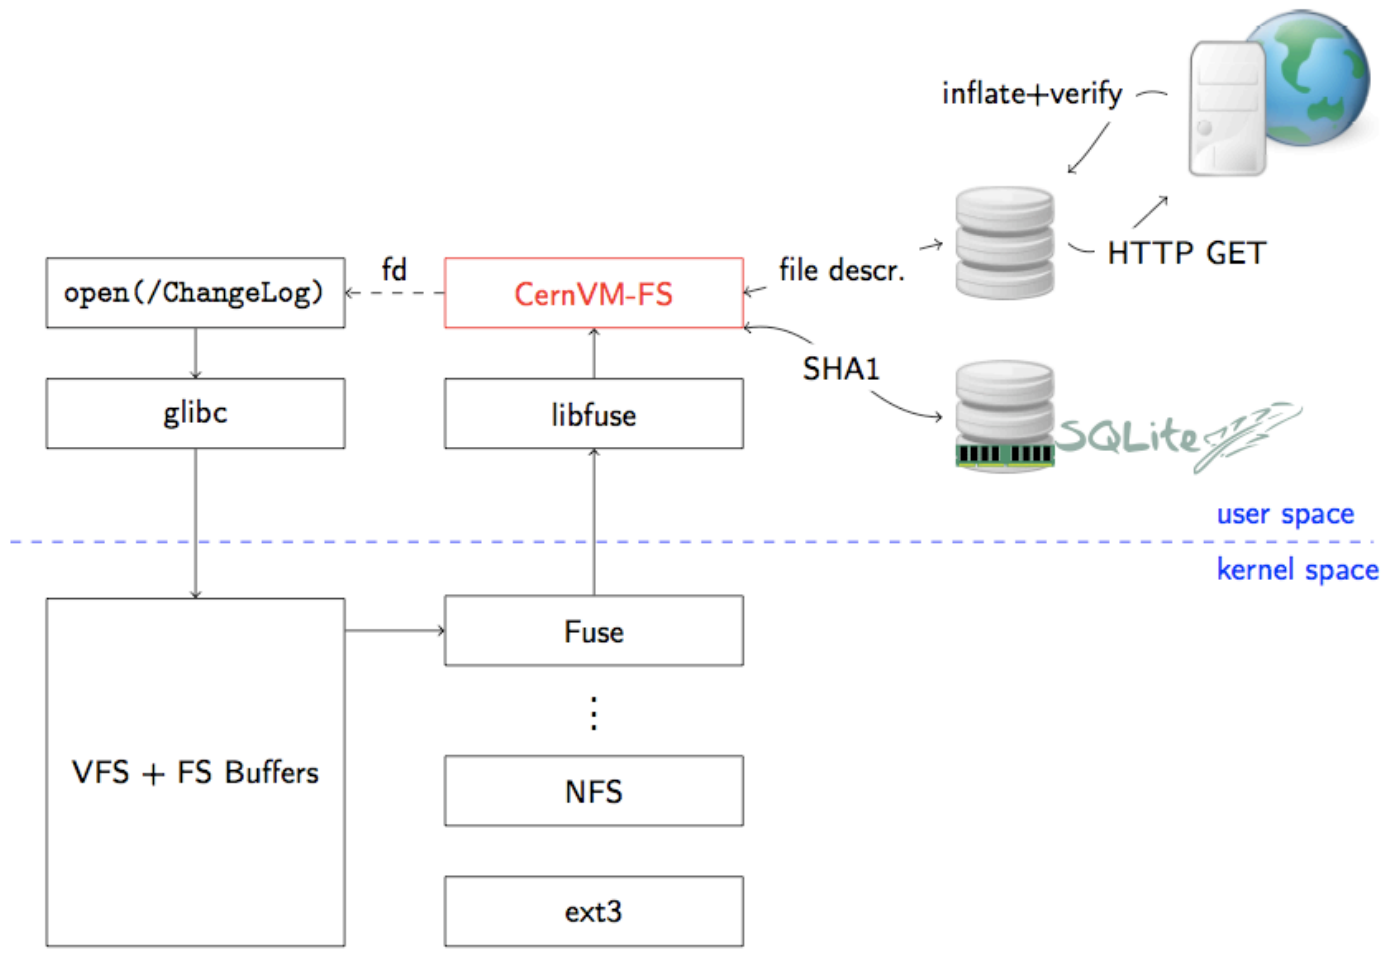 inflate+verify
HTTP GET
file descr.
fd
open(/ChangeLog)
CernVM-FS
SHA1
glibc
libfuse
SQLite
user space
kernel space
Fuse
⋮
VFS + FS Buffers
NFS
ext3